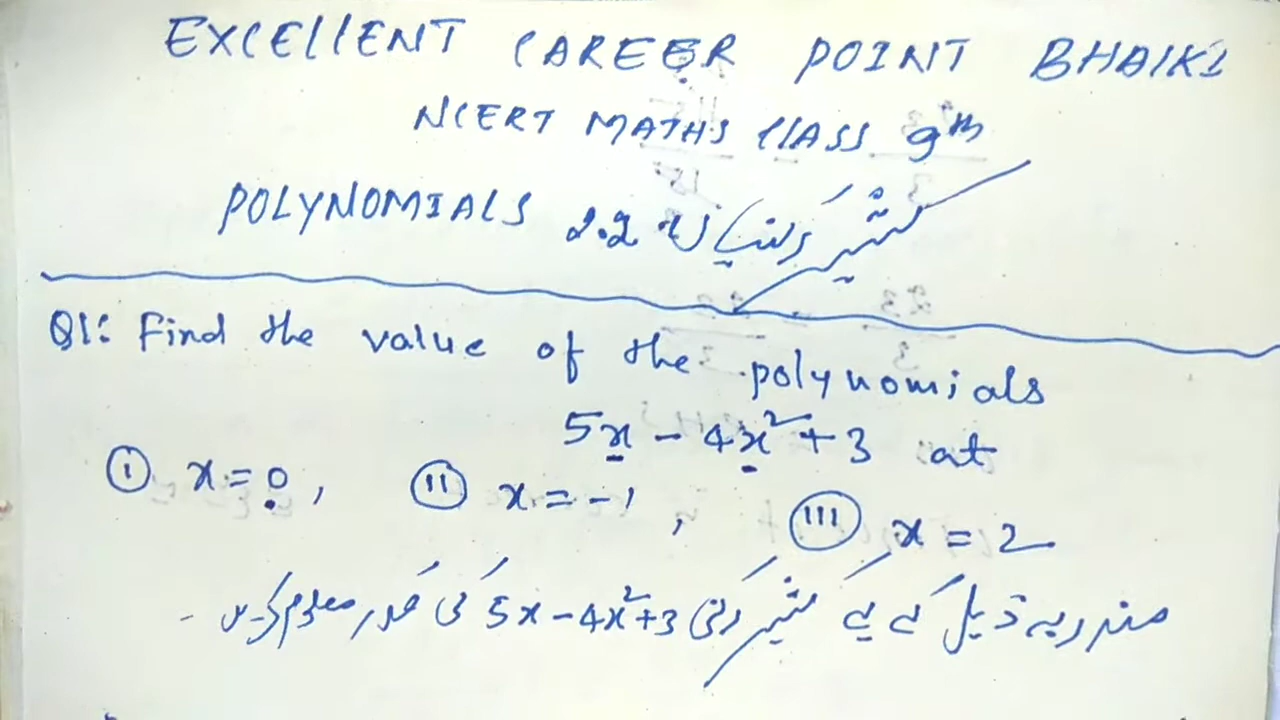 EXCELLENT CAREER POINT BHAIKI
NCERT MATHS CLASS 9th
POLYNOMIALS 2.2 کثیر رکنیاں
Q1: Find the value of the polynomials
5x - 4x²+3 at
(i) x = 0, (ii) x = -1, (iii) x = 2
مندرجہ ذیل کے لیے کثیر رکنی 5x-4x²+3 کی قدر معلوم کریں -